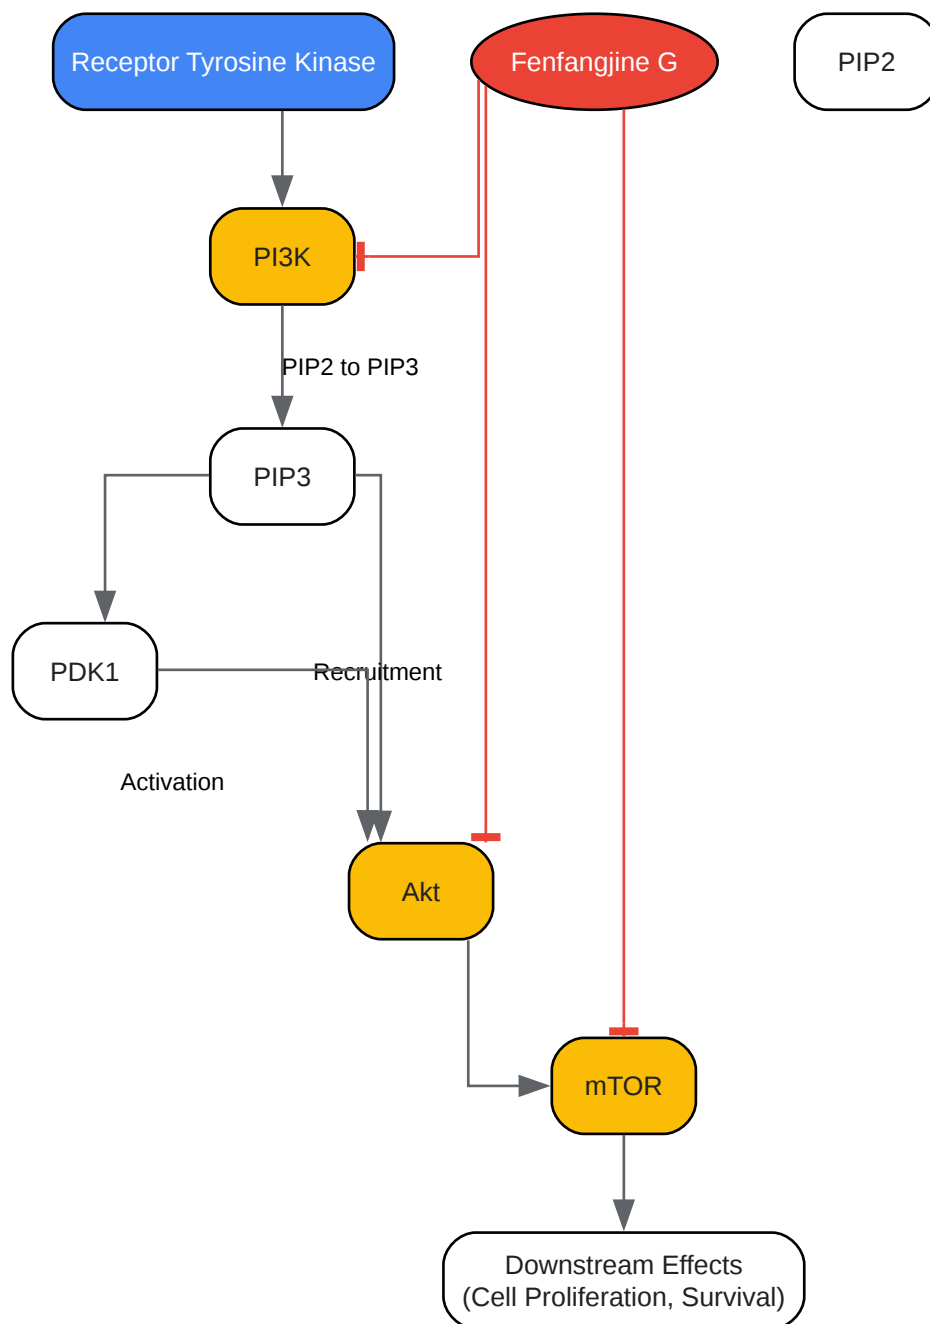 Receptor Tyrosine Kinase
Fenfangjine G
PIP2
PI3K
PIP2 to PIP3
PIP3
PDK1
Recruitment
Activation
Akt
mTOR
Downstream Effects
(Cell Proliferation, Survival)